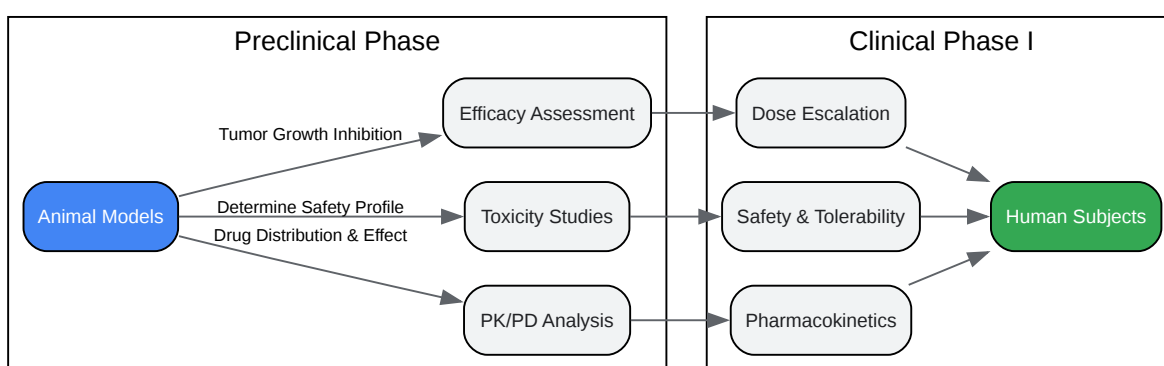 Preclinical Phase
Clinical Phase I
Efficacy Assessment
Dose Escalation
Tumor Growth Inhibition
Animal Models
Determine Safety Profile
Toxicity Studies
Safety & Tolerability
Human Subjects
Drug Distribution & Effect
PK/PD Analysis
Pharmacokinetics